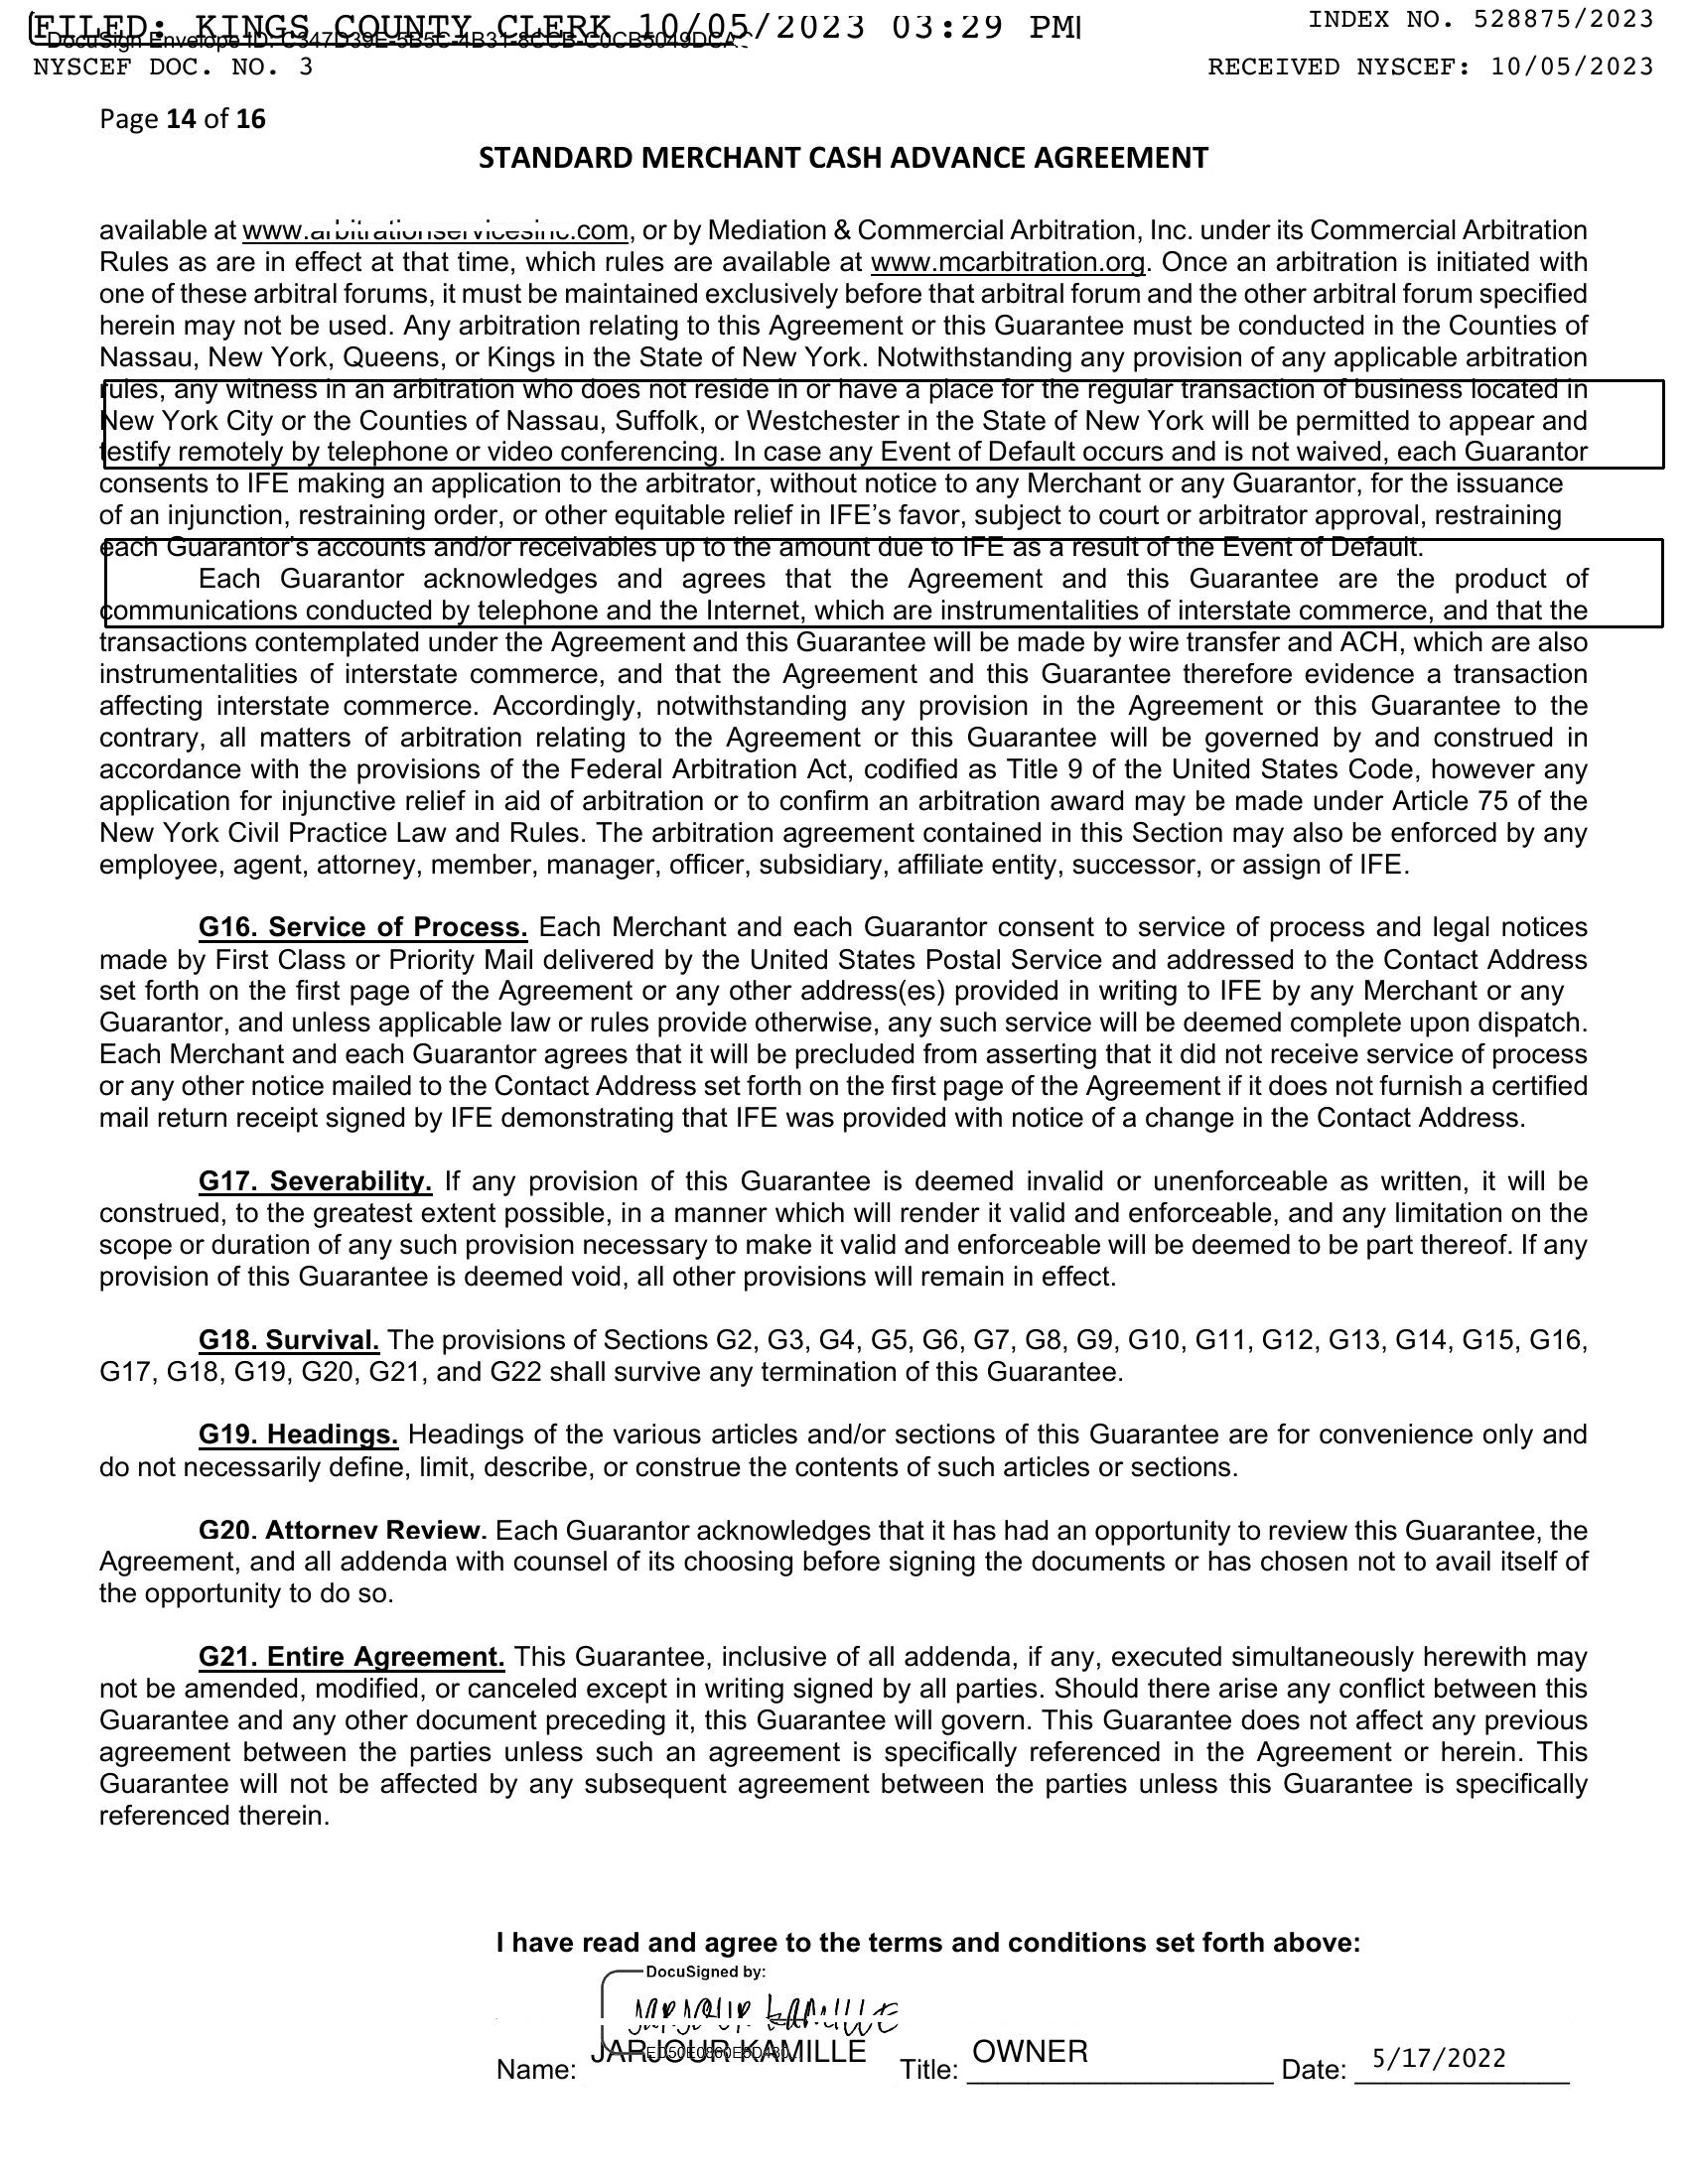 FILED: KINGS COUNTY CLERK 10/05/2023 03:29 PM
INDEX NO. 528875/2023
DocuSign Envelope ID:
NYSCEF DOC. NO. 3
RECEIVED NYSCEF: 10/05/2023
Page 14 of 16
STANDARD MERCHANT CASH ADVANCE AGREEMENT
available at www.arbitrationservicesinc.com, or by Mediation & Commercial Arbitration, Inc. under its Commercial Arbitration
Rules as are in effect at that time, which rules are available at www.mcarbitration.org. Once an arbitration is initiated with
one of these arbitral forums, it must be maintained exclusively before that arbitral forum and the other arbitral forum specified
herein may not be used. Any arbitration relating to this Agreement or this Guarantee must be conducted in the Counties of
Nassau, New York, Queens, or Kings in the State of New York. Notwithstanding any provision of any applicable arbitration
rules, any witness in an arbitration who does not reside in or have a place for the regular transaction of business located in
New York City or the Counties of Nassau, Suffolk, or Westchester in the State of New York will be permitted to appear and
testify remotely by telephone or video conferencing. In case any Event of Default occurs and is not waived, each Guarantor
consents to IFE making an application to the arbitrator, without notice to any Merchant or any Guarantor, for the issuance
of an injunction, restraining order, or other equitable relief in IFE's favor, subject to court or arbitrator approval, restraining
each Guarantor's accounts and/or receivables up to the amount due to IFE as a result of the Event of Default.
Each Guarantor acknowledges and agrees that the Agreement and this Guarantee are the product of
communications conducted by telephone and the Internet, which are instrumentalities of interstate commerce, and that the
transactions contemplated under the Agreement and this Guarantee will be made by wire transfer and ACH, which are also
instrumentalities of interstate commerce, and that the Agreement and this Guarantee therefore evidence a transaction
affecting interstate commerce. Accordingly, notwithstanding any provision in the Agreement or this Guarantee to the
contrary, all matters of arbitration relating to the Agreement or this Guarantee will be governed by and construed in
accordance with the provisions of the Federal Arbitration Act, codified as Title 9 of the United States Code, however any
application for injunctive relief in aid of arbitration or to confirm an arbitration award may be made under Article 75 of the
New York Civil Practice Law and Rules. The arbitration agreement contained in this Section may also be enforced by any
employee, agent, attorney, member, manager, officer, subsidiary, affiliate entity, successor, or assign of IFE.
G16. Service of Process. Each Merchant and each Guarantor consent to service of process and legal notices
made by First Class or Priority Mail delivered by the United States Postal Service and addressed to the Contact Address
set forth on the first page of the Agreement or any other address(es) provided in writing to IFE by any Merchant or any
Guarantor, and unless applicable law or rules provide otherwise, any such service will be deemed complete upon dispatch.
Each Merchant and each Guarantor agrees that it will be precluded from asserting that it did not receive service of process
or any other notice mailed to the Contact Address set forth on the first page of the Agreement if it does not furnish a certified
mail return receipt signed by IFE demonstrating that IFE was provided with notice of a change in the Contact Address.
G17. Severability. If any provision of this Guarantee is deemed invalid or unenforceable as written, it will be
construed, to the greatest extent possible, in a manner which will render it valid and enforceable, and any limitation on the
scope or duration of any such provision necessary to make it valid and enforceable will be deemed to be part thereof. If any
provision of this Guarantee is deemed void, all other provisions will remain in effect.
G18. Survival. The provisions of Sections G2, G3, G4, G5, G6, G7, G8, G9, G10, G11, G12, G13, G14, G15, G16,
G17, G18, G19, G20, G21, and G22 shall survive any termination of this Guarantee.
G19. Headings. Headings of the various articles and/or sections of this Guarantee are for convenience only and
do not necessarily define, limit, describe, or construe the contents of such articles or sections.
G20. Attorney Review. Each Guarantor acknowledges that it has had an opportunity to review this Guarantee, the
Agreement, and all addenda with counsel of its choosing before signing the documents or has chosen not to avail itself of
the opportunity to do so.
G21. Entire Agreement. This Guarantee, inclusive of all addenda, if any, executed simultaneously herewith may
not be amended, modified, or canceled except in writing signed by all parties. Should there arise any conflict between this
Guarantee and any other document preceding it, this Guarantee will govern. This Guarantee does not affect any previous
agreement between the parties unless such an agreement is specifically referenced in the Agreement or herein. This
Guarantee will not be affected by any subsequent agreement between the parties unless this Guarantee is specifically
referenced therein.
I have read and agree to the terms and conditions set forth above:
DocuSigned by:
Jarjour Kamille
Name: JARJOUR KAMILLE Title: OWNER Date: 5/17/2022